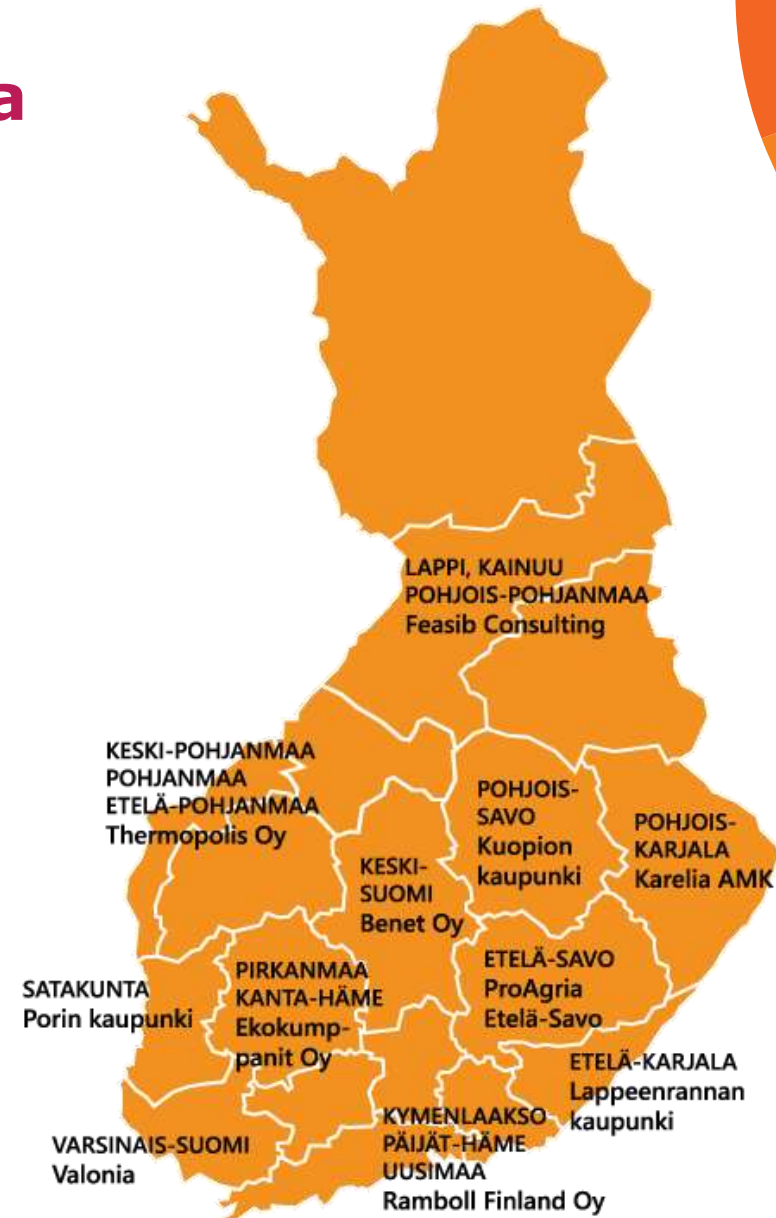 a
LAPPI, KAINUU
POHJOIS-POHJANMAA
Feasib Consulting
KESKI-POHJANMAA
POHJANMAA
ETELÄ-POHJANMAA
Thermopolis Oy
POHJOIS-
SAVO
Kuopion
kaupunki
POHJOIS-
KARJALA
Karelia AMK
KESKI-
SUOMI
Benet Oy
ETELÄ-SAVO
ProAgria
Etelä-Savo
PIRKANMAA
KANTA-HÄME
Ekokump-
panit Oy
SATAKUNTA
Porin kaupunki
ETELÄ-KARJALA
Lappeenrannan
kaupunki
KYMENLAAKSO
PÄIJÄT-HÄME
UUSIMAA
Ramboll Finland Oy
VARSINAIS-SUOMI
Valonia